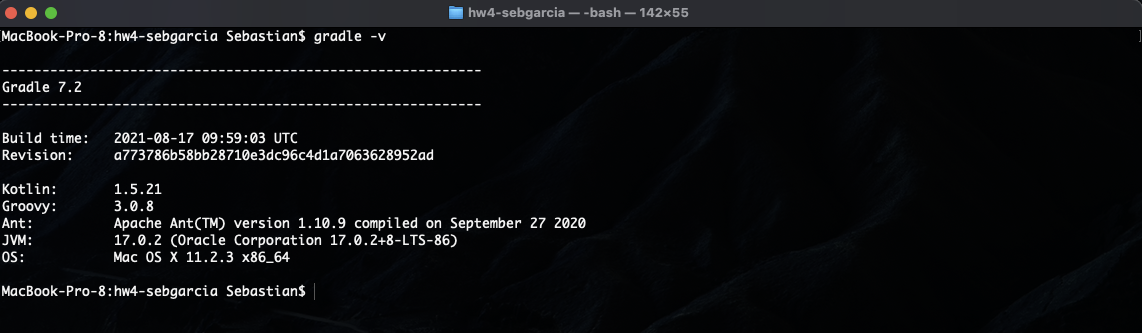 hw4-sebgarcia — -bash — 142×55
[MacBook-Pro-8:hw4-sebgarcia Sebastian$ gradle -v ]
------------------------------------------------------------
Gradle 7.2
------------------------------------------------------------
Build time:   2021-08-17 09:59:03 UTC
Revision:     a773786b58bb28710e3dc96c4d1a7063628952ad
Kotlin:       1.5.21
Groovy:       3.0.8
Ant:          Apache Ant(TM) version 1.10.9 compiled on September 27 2020
JVM:          17.0.2 (Oracle Corporation 17.0.2+8-LTS-86)
OS:           Mac OS X 11.2.3 x86_64
MacBook-Pro-8:hw4-sebgarcia Sebastian$